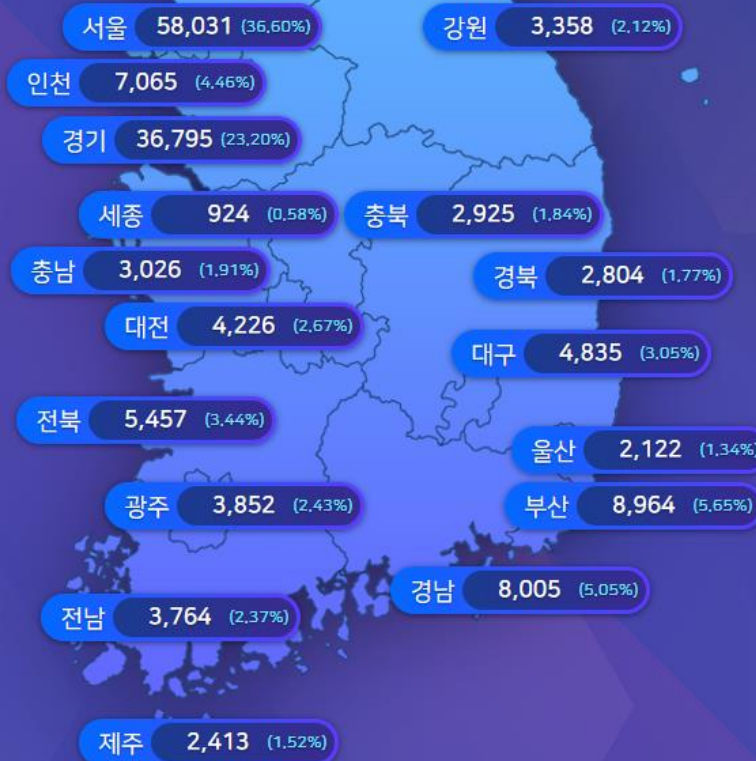 서울 58,031 (36.60%)
강원 3,358 (2.12%)
인천 7,065 (4.46%)
경기 36,795 (23.20%)
세종 924 (0.58%)
충북 2,925 (1.84%)
충남 3,026 (1.91%)
경북 2,804 (1.77%)
대전 4,226 (2.67%)
대구 4,835 (3.05%)
전북 5,457 (3.44%)
울산 2,122 (1.34%)
광주 3,852 (2.43%)
부산 8,964 (5.65%)
경남 8,005 (5.05%)
전남 3,764 (2.37%)
제주 2,413 (1.52%)